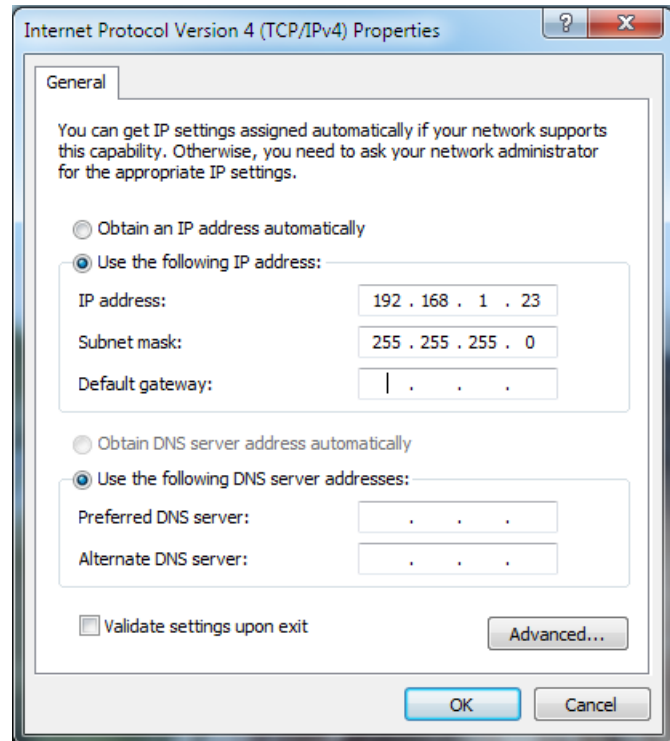 Internet Protocol Version 4 (TCP/IPv4) Properties
?
General
You can get IP settings assigned automatically if your network supports
this capability. Otherwise, you need to ask your network administrator
for the appropriate IP settings.
Obtain an IP address automatically
Use the following IP address:
IP address: 192 . 168 . 1 . 23
Subnet mask: 255 . 255 . 255 . 0
Default gateway: . . .
Obtain DNS server address automatically
Use the following DNS server addresses:
Preferred DNS server: . . .
Alternate DNS server: . . .
Validate settings upon exit
Advanced...
OK Cancel